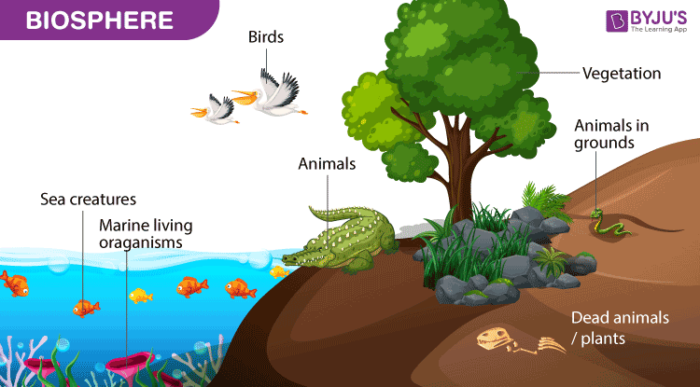 BIOSPHERE
BYJU'S
The Learning App
Birds
Vegetation
Animals in
grounds
Animals
Sea creatures
Marine living
oraganisms
Dead animals
/ plants